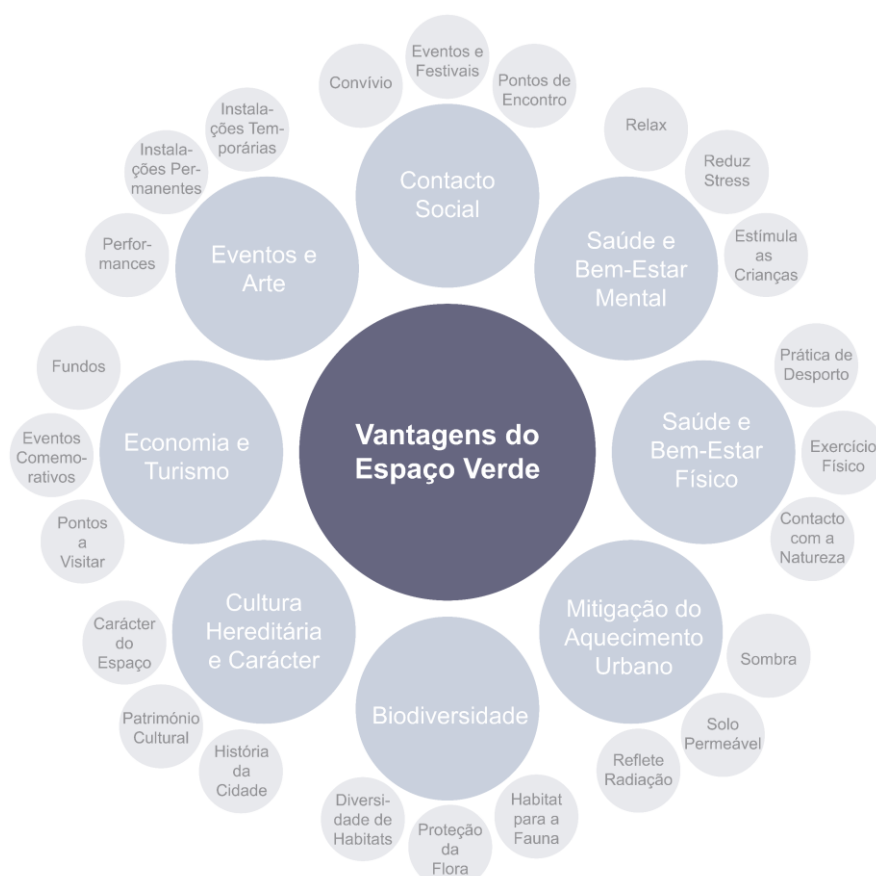 Vantagens do
Espaço Verde
Contacto
Social
Convívio
Eventos e
Festivais
Pontos de
Encontro
Saúde e
Bem-Estar
Mental
Relax
Reduz
Stress
Estímula
as
Crianças
Saúde e
Bem-Estar
Físico
Prática de
Desporto
Exercício
Físico
Contacto
com a
Natureza
Mitigação do
Aquecimento
Urbano
Sombra
Solo
Permeável
Reflete
Radiação
Biodiversidade
Habitat
para a
Fauna
Proteção
da
Flora
Diversi-
dade de
Habitats
Cultura
Hereditária
e Carácter
História
da
Cidade
Património
Cultural
Carácter
do
Espaço
Economia e
Turismo
Pontos
a
Visitar
Eventos
Comemo-
rativos
Fundos
Eventos e
Arte
Perfor-
mances
Instala-
ções Per-
manentes
Instala-
ções Tem-
porárias